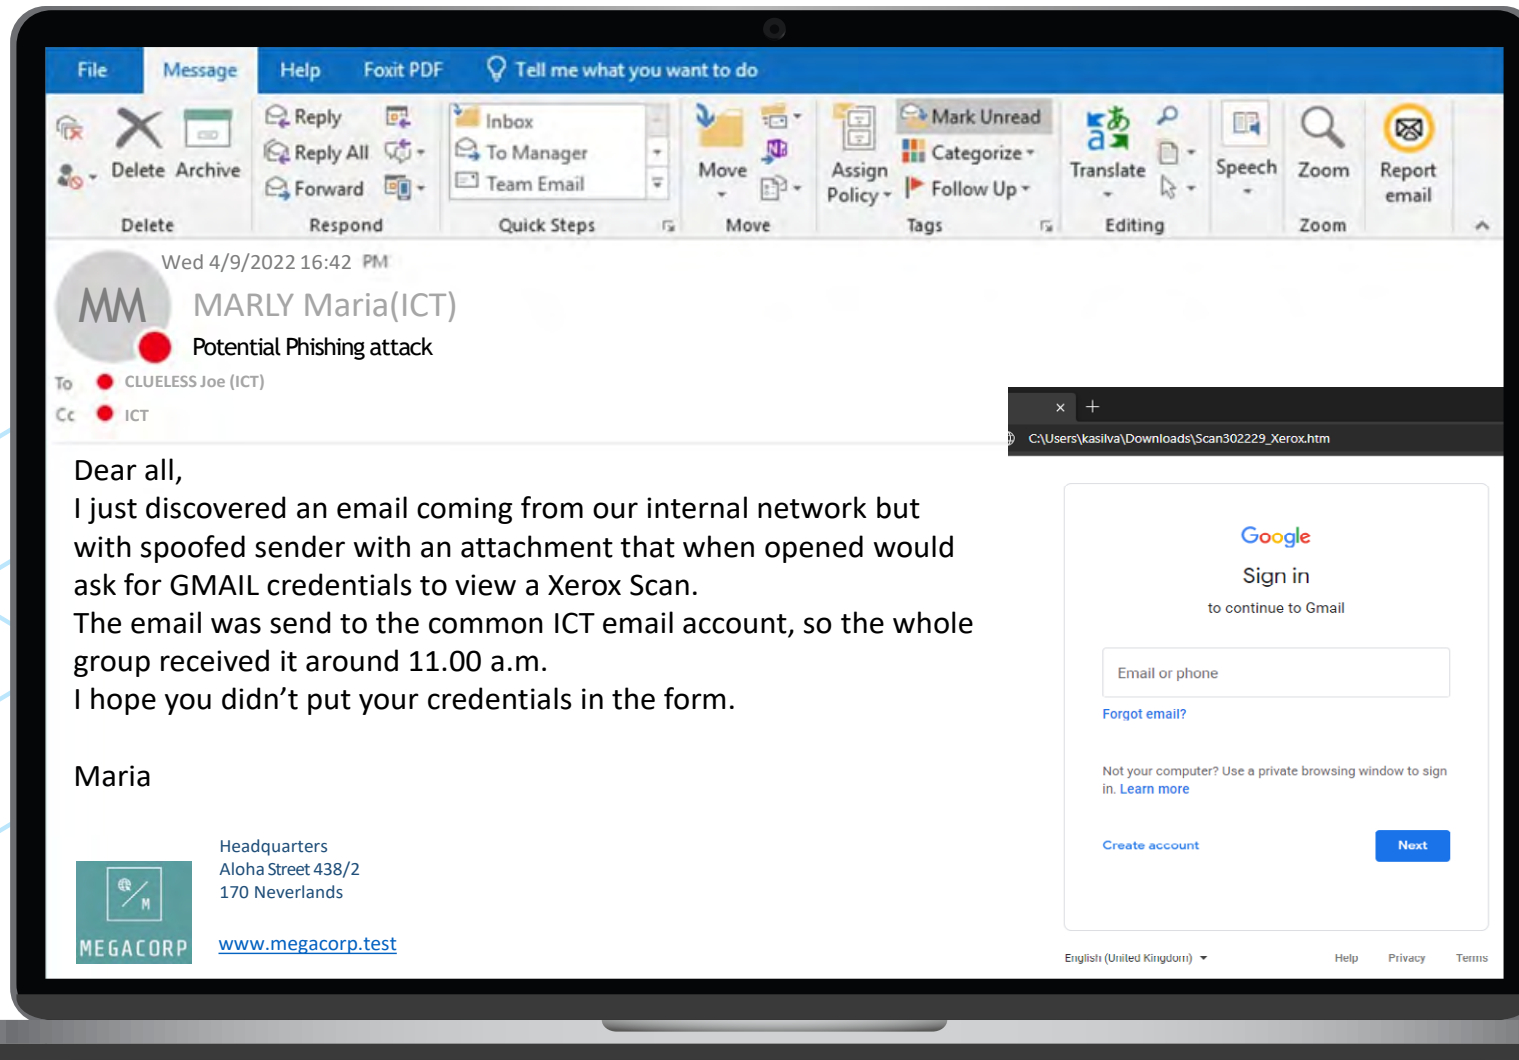 File Message Help Foxit PDF Tell me what you want to do
Delete Archive
Reply
Reply All
Forward
Inbox
To Manager
Team Email
Move
Assign Policy
Mark Unread
Categorize
Follow Up
Translate
Speech
Zoom
Report email
Delete Respond Quick Steps Move Tags Editing Zoom
Wed 4/9/2022 16:42 PM
MM
MARLY Maria(ICT)
Potential Phishing attack
To CLUELESS Joe (ICT)
Cc ICT
Dear all,
I just discovered an email coming from our internal network but
with spoofed sender with an attachment that when opened would
ask for GMAIL credentials to view a Xerox Scan.
The email was send to the common ICT email account, so the whole
group received it around 11.00 a.m.
I hope you didn't put your credentials in the form.
Maria
M
MEGACORP
Headquarters
Aloha Street 438/2
170 Neverlands
www.megacorp.test
C:\Users\kasilva\Downloads\Scan302229_Xerox.htm
Google
Sign in
to continue to Gmail
Email or phone
Forgot email?
Not your computer? Use a private browsing window to sign
in. Learn more
Create account Next
English (United Kingdom) Help Privacy Terms